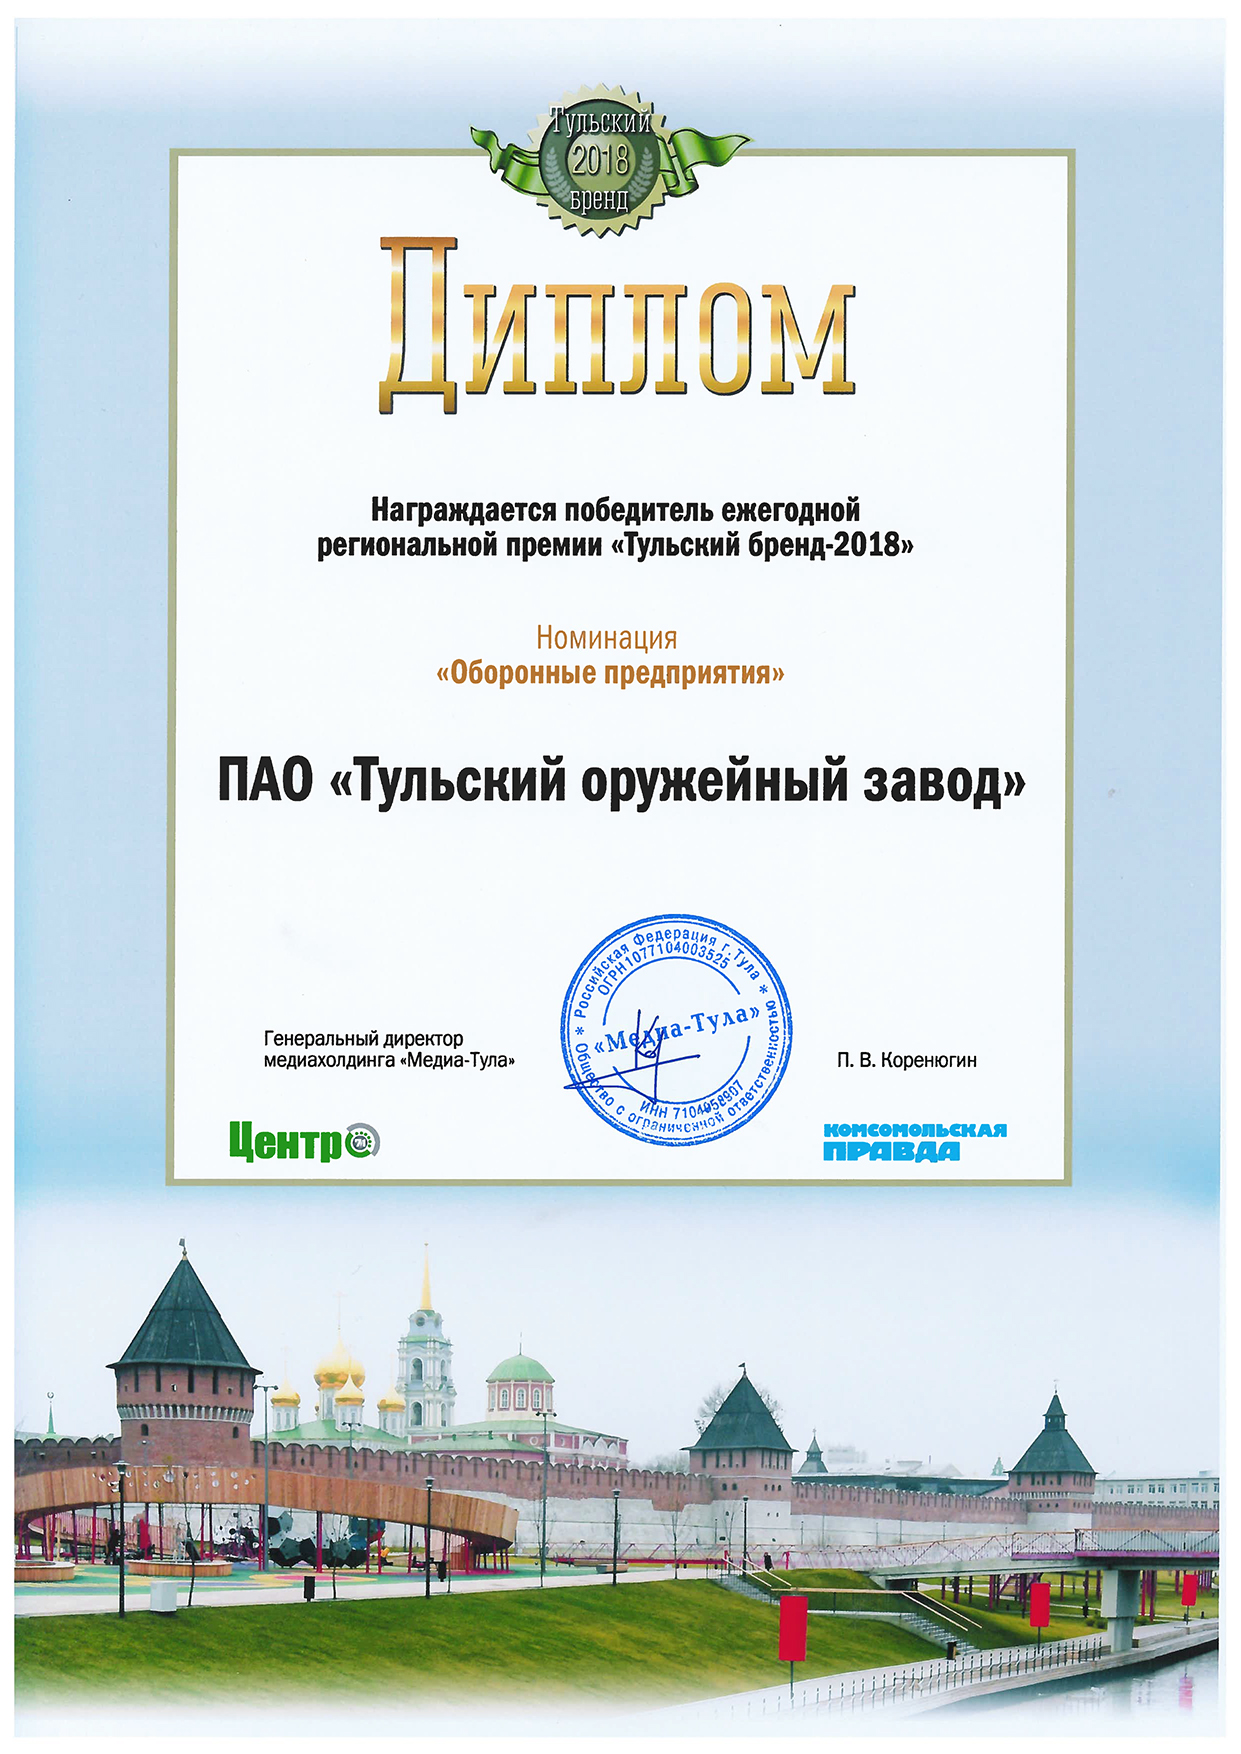 Тульский
2018
бренд
Диплом
Награждается победитель ежегодной
региональной премии «Тульский бренд-2018»
Номинация
«Оборонные предприятия»
ПАО «Тульский оружейный завод»
Российская Федерация г. Тула
ОГРН1077104003525
«Медиа-Тула»
ИНН 7104058907
Общество с ограниченной ответственностью
Генеральный директор
медиахолдинга «Медиа-Тула»
П. В. Коренюгин
Центр
71
КОМСОМОЛЬСКАЯ
ПРАВДА